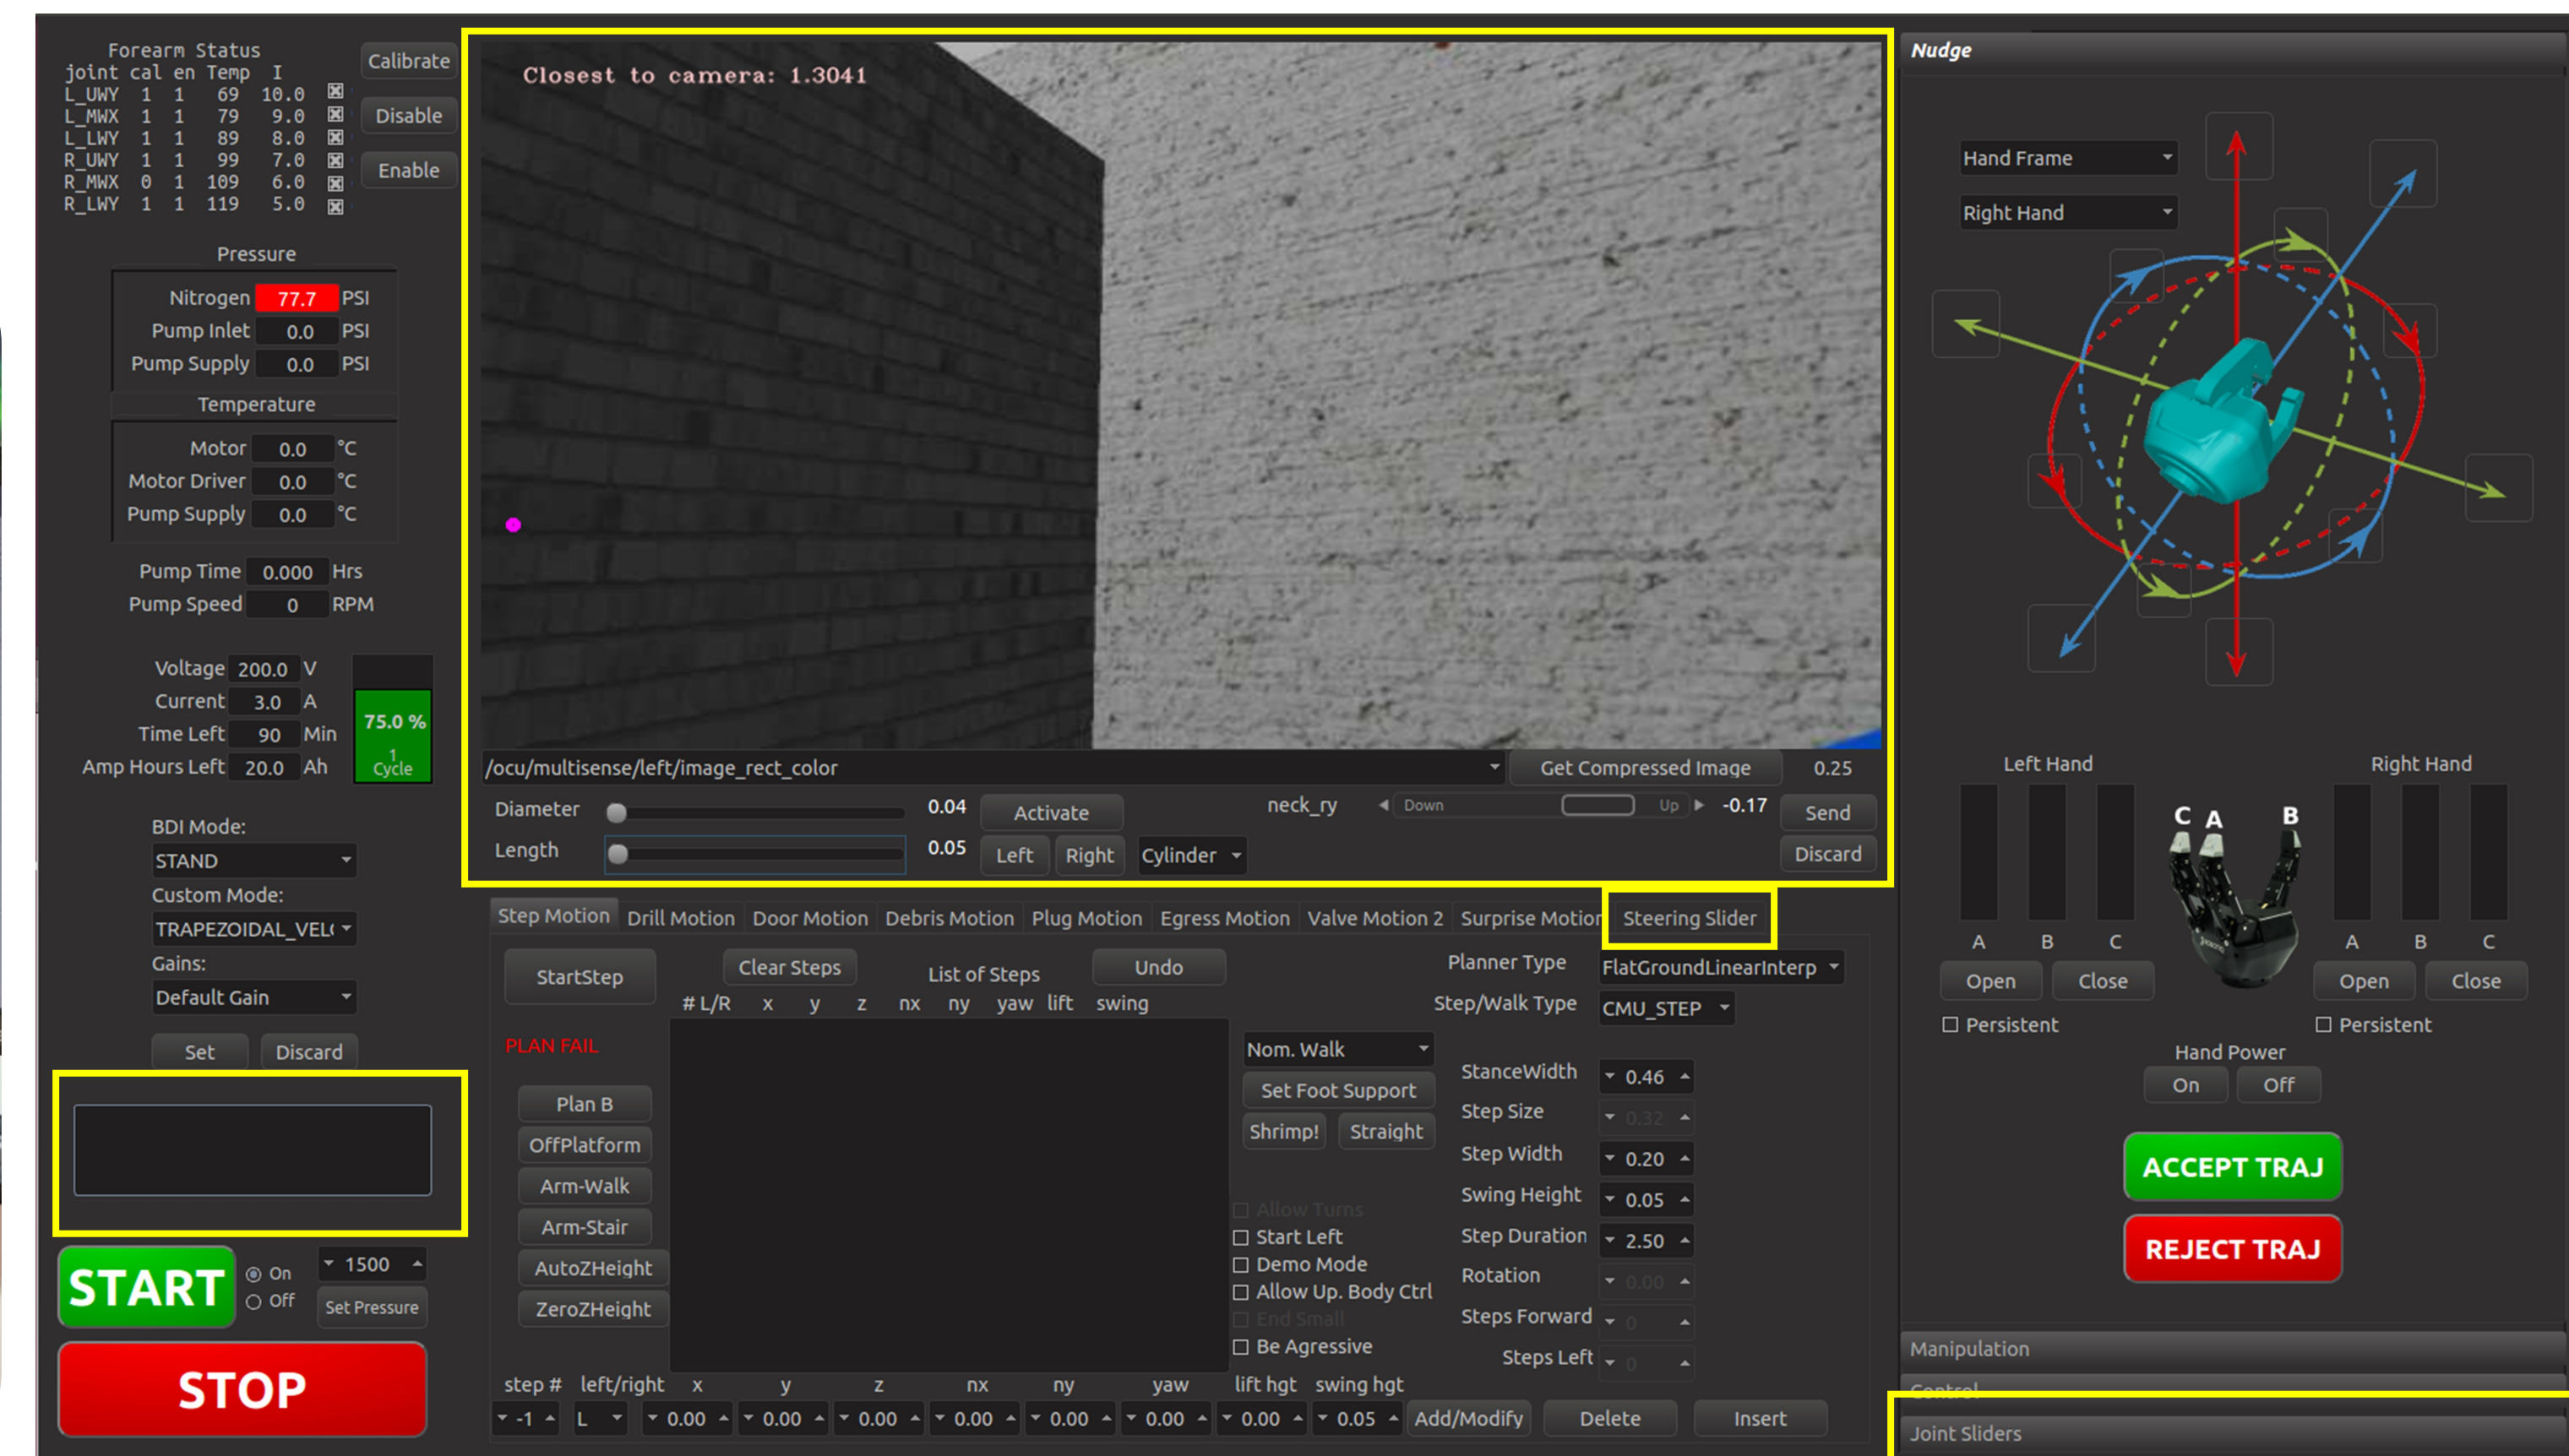 Forearm Status
joint cal en Temp I
L_UWY 1 1 69 10.0
L_MWX 1 1 79 9.0
L_LWY 1 1 89 8.0
R_UWY 1 1 99 7.0
R_MWX 0 1 109 6.0
R_LWY 1 1 119 5.0
Calibrate
Disable
Enable
Pressure
Nitrogen 77.7 PSI
Pump Inlet 0.0 PSI
Pump Supply 0.0 PSI
Temperature
Motor 0.0 °C
Motor Driver 0.0 °C
Pump Supply 0.0 °C
Pump Time 0.000 Hrs
Pump Speed 0 RPM
Voltage 200.0 V
Current 3.0 A
Time Left 90 Min
Amp Hours Left 20.0 Ah
75.0 %
1
Cycle
BDI Mode:
STAND
Custom Mode:
TRAPEZOIDAL_VEL
Gains:
Default Gain
Set Discard
START
On
Off
1500
Set Pressure
STOP
Closest to camera: 1.3041
/ocu/multisense/left/image_rect_color Get Compressed Image 0.25
Diameter 0.04 Activate neck_ry Down Up -0.17 Send
Length 0.05 Left Right Cylinder Discard
Step Motion Drill Motion Door Motion Debris Motion Plug Motion Egress Motion Valve Motion 2 Surprise Motion Steering Slider
StartStep Clear Steps List of Steps Undo
# L/R x y z nx ny yaw lift swing
PLAN FAIL
Plan B
OffPlatform
Arm-Walk
Arm-Stair
AutoZHeight
ZeroZHeight
Nom. Walk
Set Foot Support
Shrimp! Straight
Allow Turns
Start Left
Demo Mode
Allow Up. Body Ctrl
End Small
Be Agressive
Planner Type FlatGroundLinearInterp
Step/Walk Type CMU_STEP
StanceWidth 0.46
Step Size 0.32
Step Width 0.20
Swing Height 0.05
Step Duration 2.50
Rotation 0.00
Steps Forward 0
Steps Left 0
step # left/right x y z nx ny yaw lift hgt swing hgt
-1 L 0.00 0.00 0.00 0.00 0.00 0.00 0.00 0.05 Add/Modify Delete Insert
Nudge
Hand Frame
Right Hand
Left Hand Right Hand
C A B
A B C A B C
Open Close Open Close
Persistent Persistent
Hand Power
On Off
ACCEPT TRAJ
REJECT TRAJ
Manipulation
Control
Joint Sliders